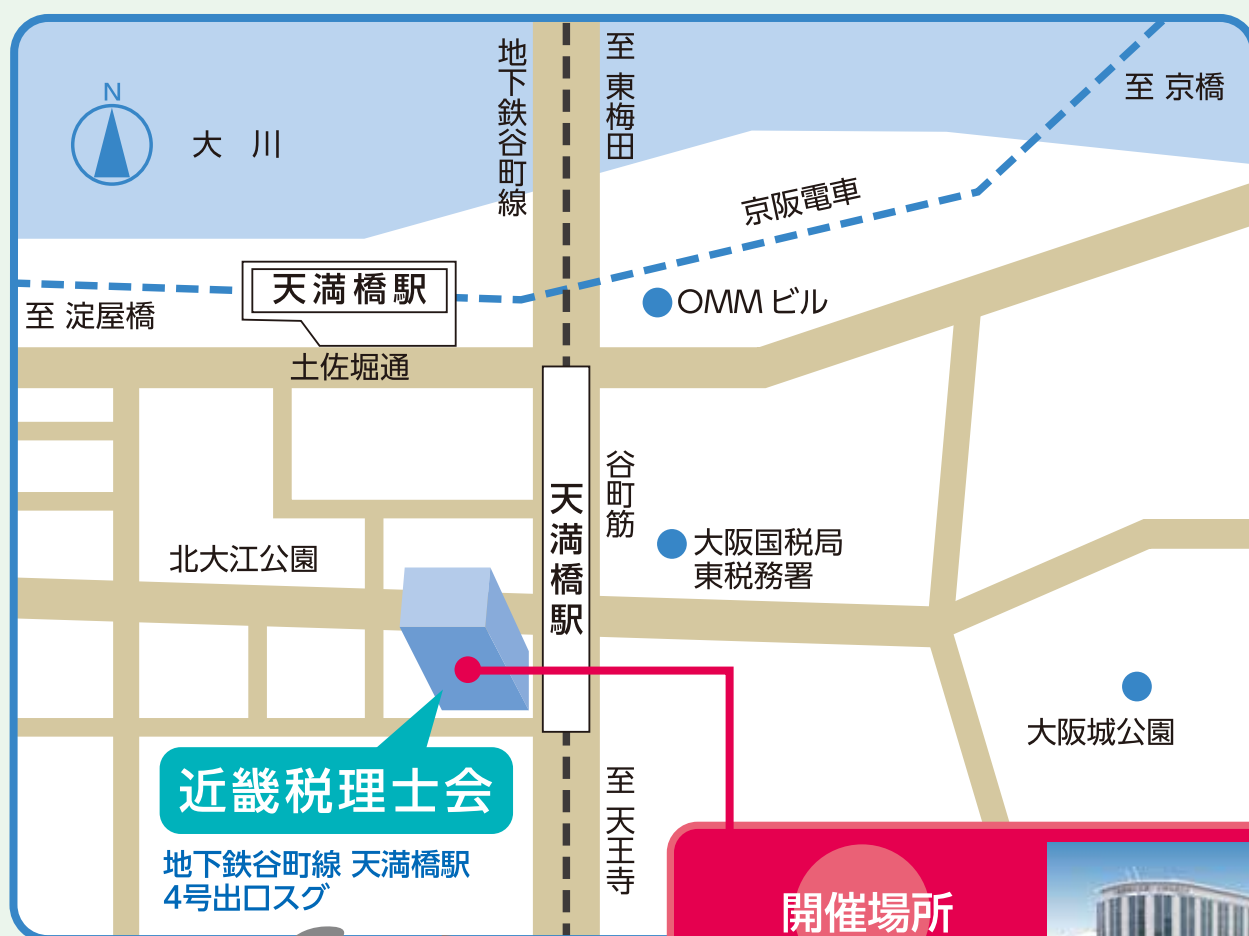 N
大川
地下鉄谷町線
至 東梅田
至 京橋
京阪電車
天満橋駅
至 淀屋橋
OMM ビル
土佐堀通
天満橋駅
谷町筋
大阪国税局
東税務署
北大江公園
大阪城公園
近畿税理士会
地下鉄谷町線 天満橋駅
4号出口スグ
至 天王寺
開催場所